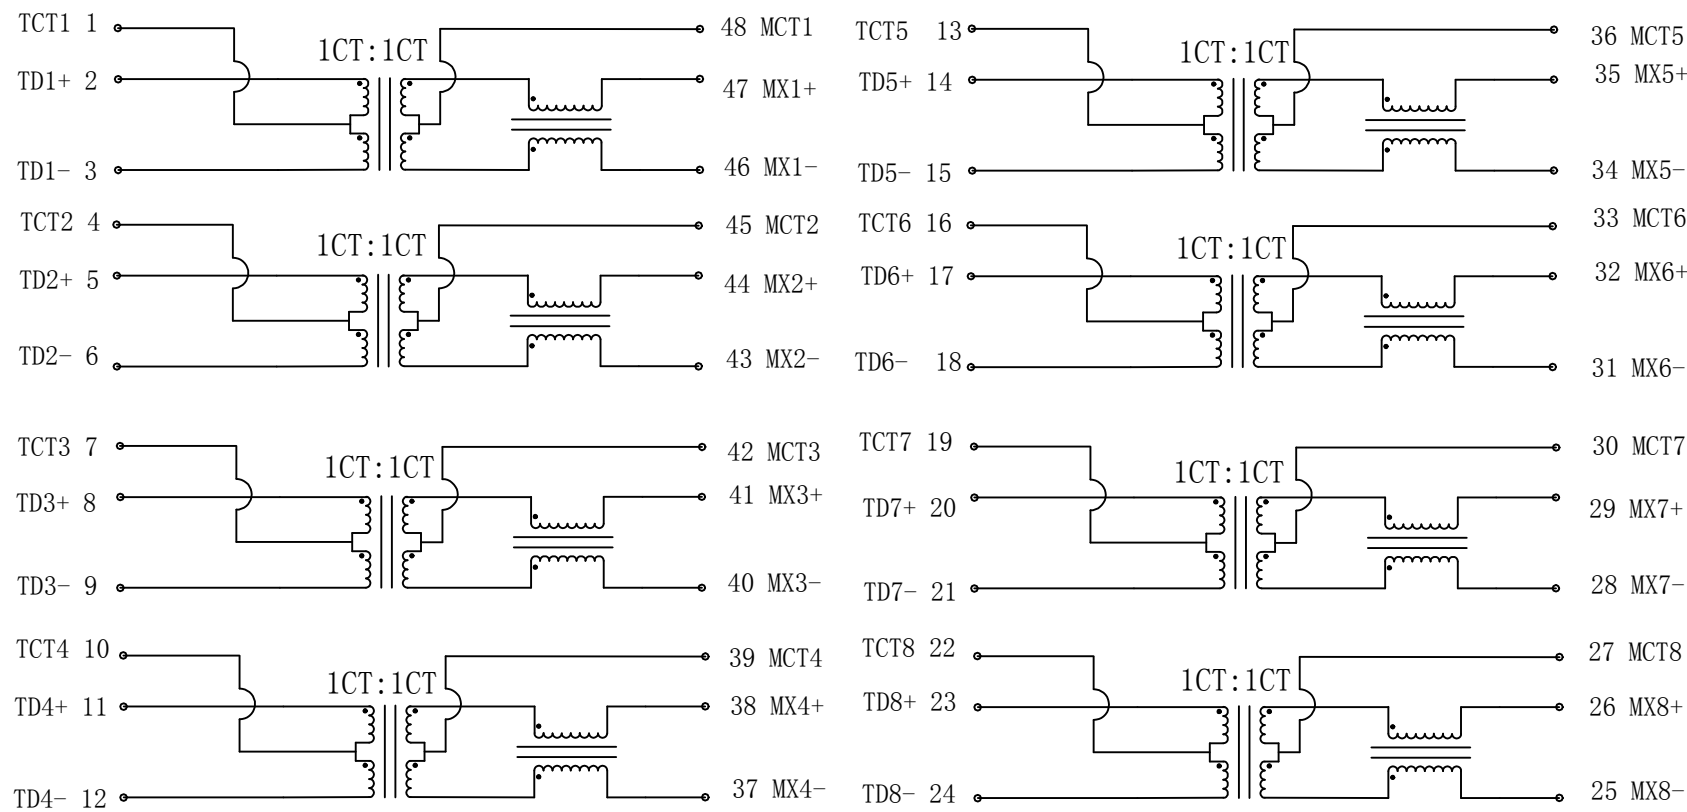 TCT1 1
1CT:1CT
48 MCT1
TD1+ 2
47 MX1+
TD1- 3
46 MX1-
TCT2 4
1CT:1CT
45 MCT2
TD2+ 5
44 MX2+
TD2- 6
43 MX2-
TCT3 7
1CT:1CT
42 MCT3
TD3+ 8
41 MX3+
TD3- 9
40 MX3-
TCT4 10
1CT:1CT
39 MCT4
TD4+ 11
38 MX4+
TD4- 12
37 MX4-
TCT5 13
1CT:1CT
36 MCT5
TD5+ 14
35 MX5+
TD5- 15
34 MX5-
TCT6 16
1CT:1CT
33 MCT6
TD6+ 17
32 MX6+
TD6- 18
31 MX6-
TCT7 19
1CT:1CT
30 MCT7
TD7+ 20
29 MX7+
TD7- 21
28 MX7-
TCT8 22
1CT:1CT
27 MCT8
TD8+ 23
26 MX8+
TD8- 24
25 MX8-